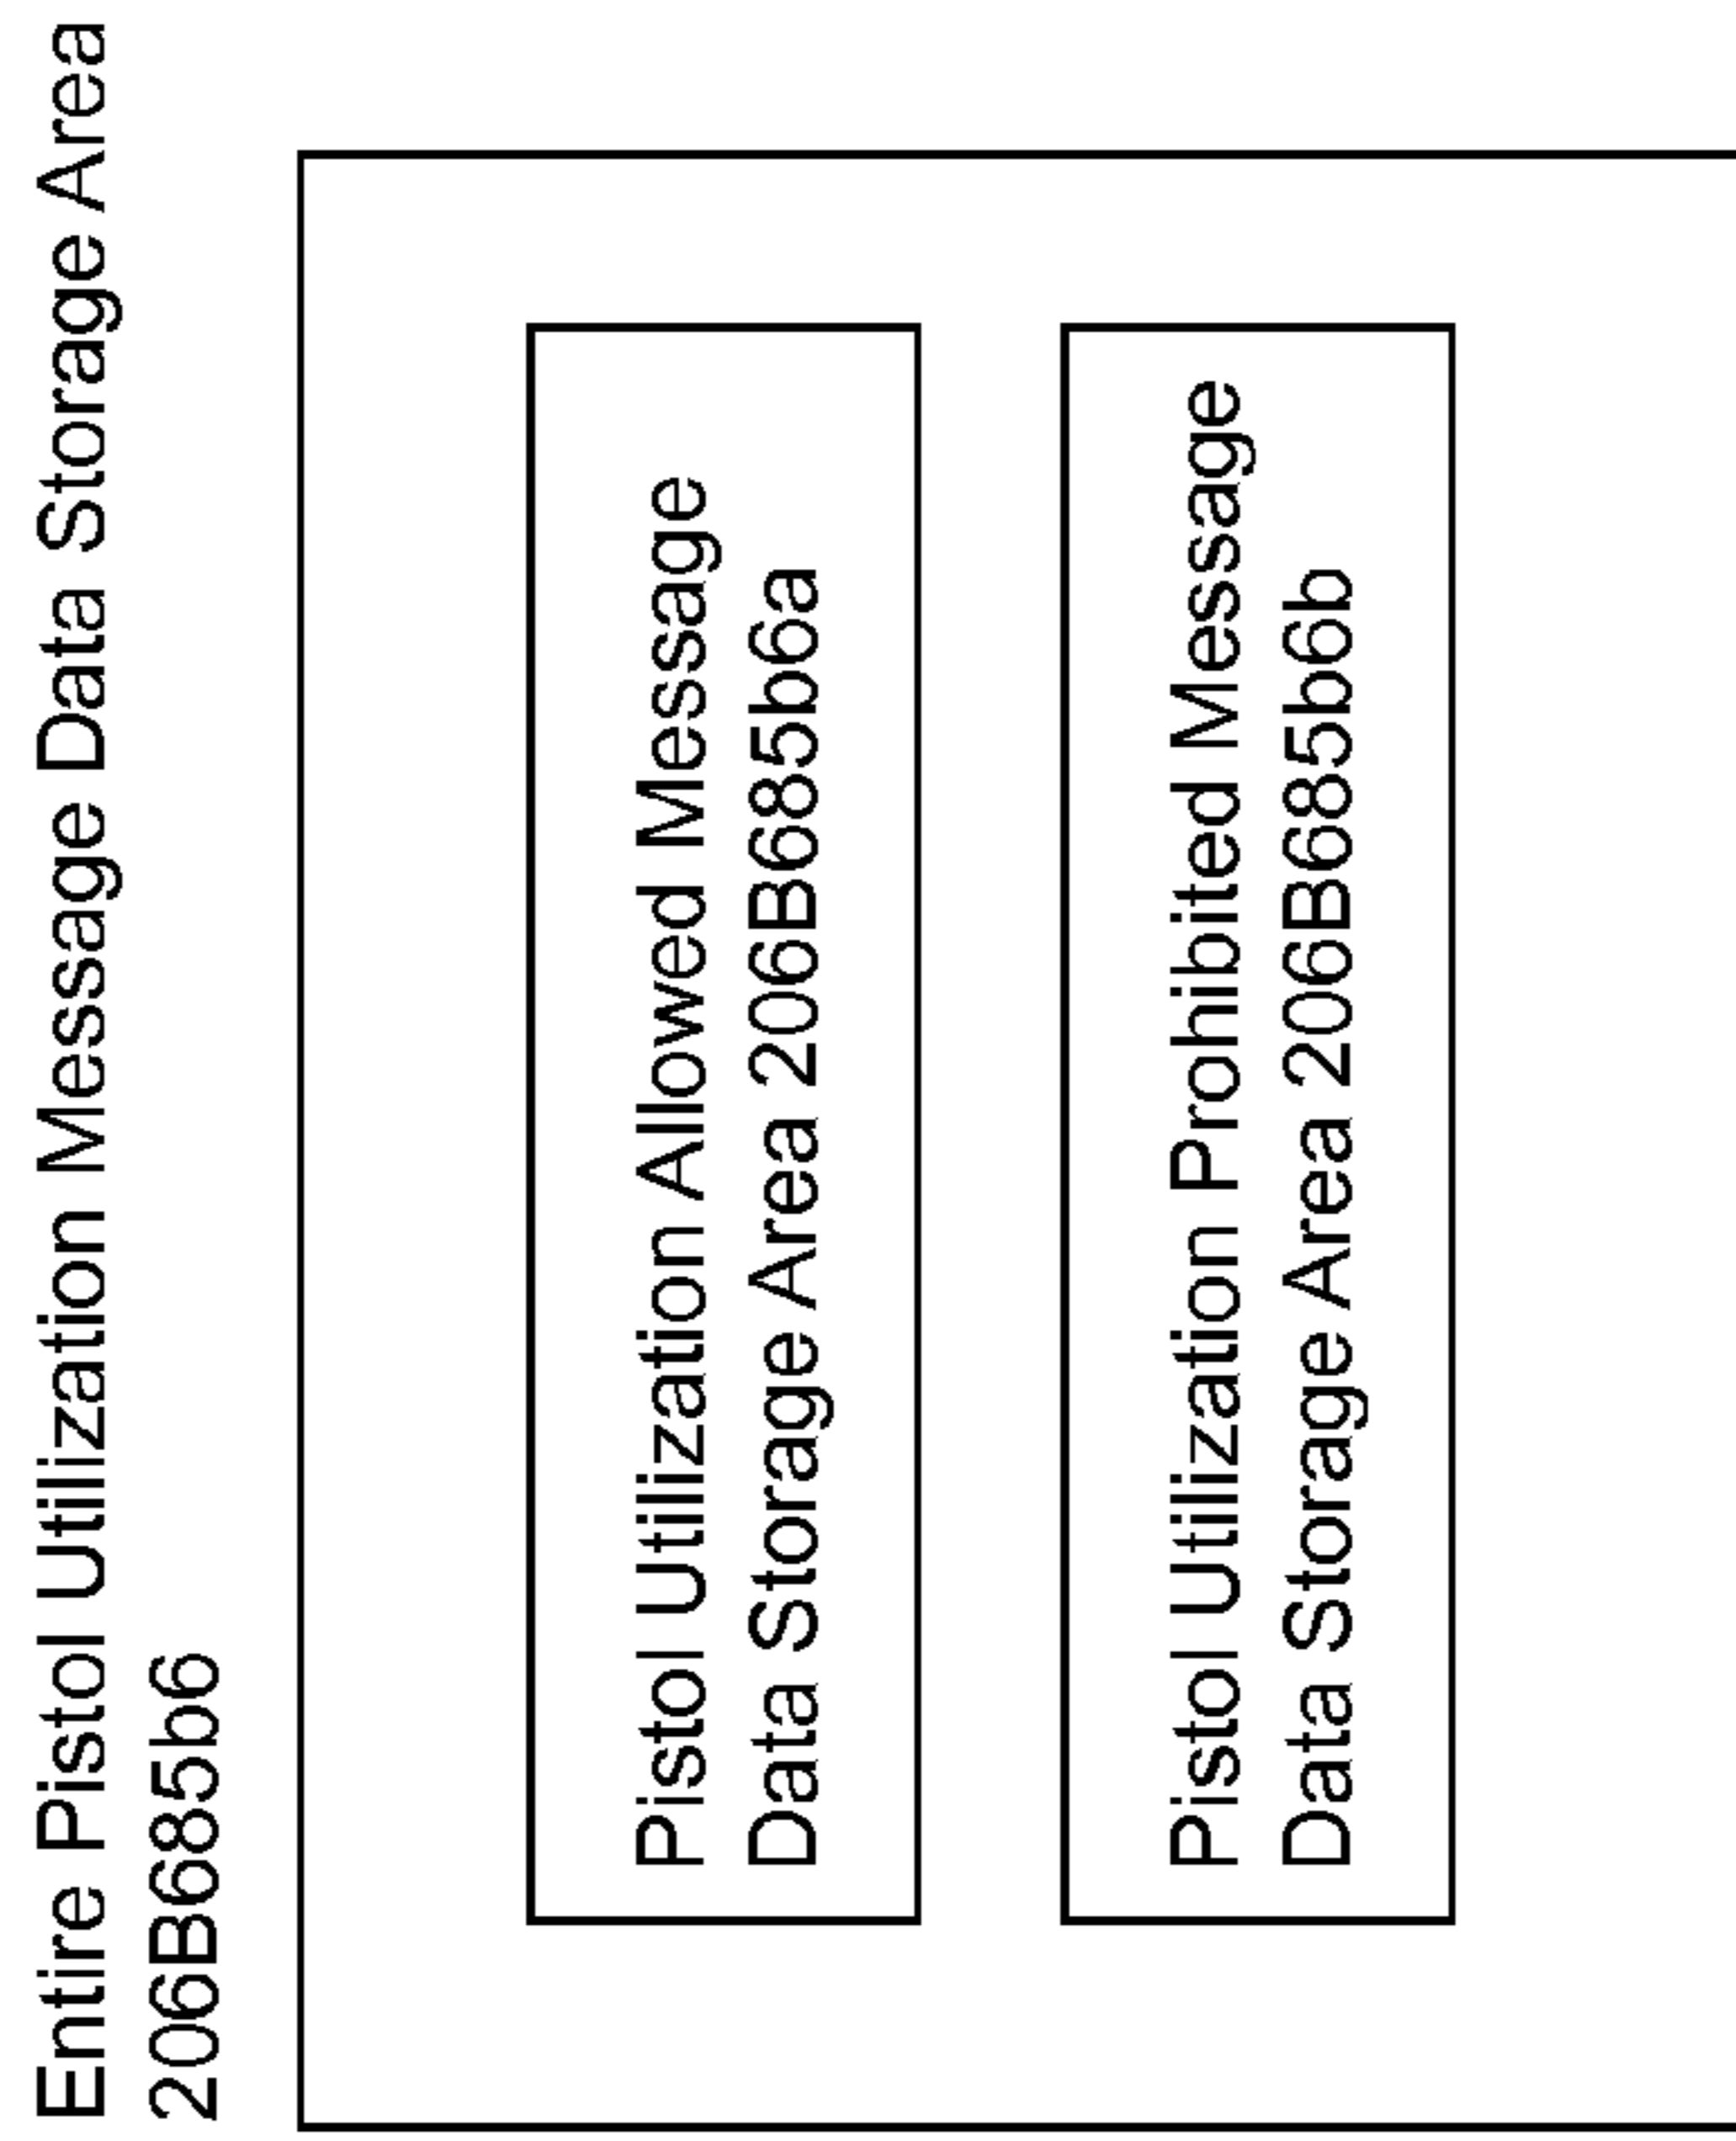 Entire Pistol Utilization Message Data Storage Area
206B685b6
Pistol Utilization Allowed Message
Data Storage Area 206B685b6a
Pistol Utilization Prohibited Message
Data Storage Area 206B685b6b